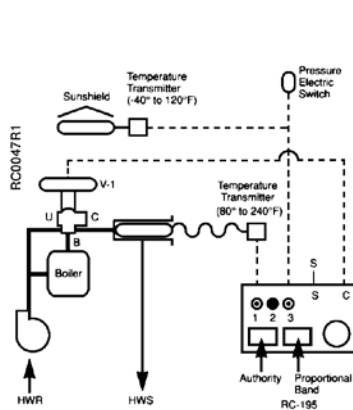 Pressure
Electric
Switch
Temperature
Transmitter
(-40° to 120°F)
Sunshield
RC0047R1
V-1
U
C
B
Boiler
Temperature
Transmitter
(80° to 240°F)
S
S
C
1
2
3
Authority
Proportional
Band
RC-195
HWR
HWS